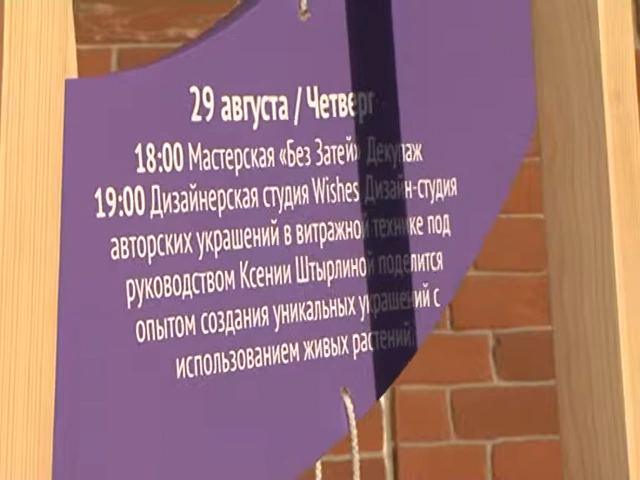 29 августа / Четверг
18:00 Мастерская «Без Затей» Декупаж
19:00 Дизайнерская студия Wishes Дизайн-студия
авторских украшений в витражной технике под
руководством Ксении Штырлиной поделится
опытом создания уникальных украшений с
использованием живых растений.